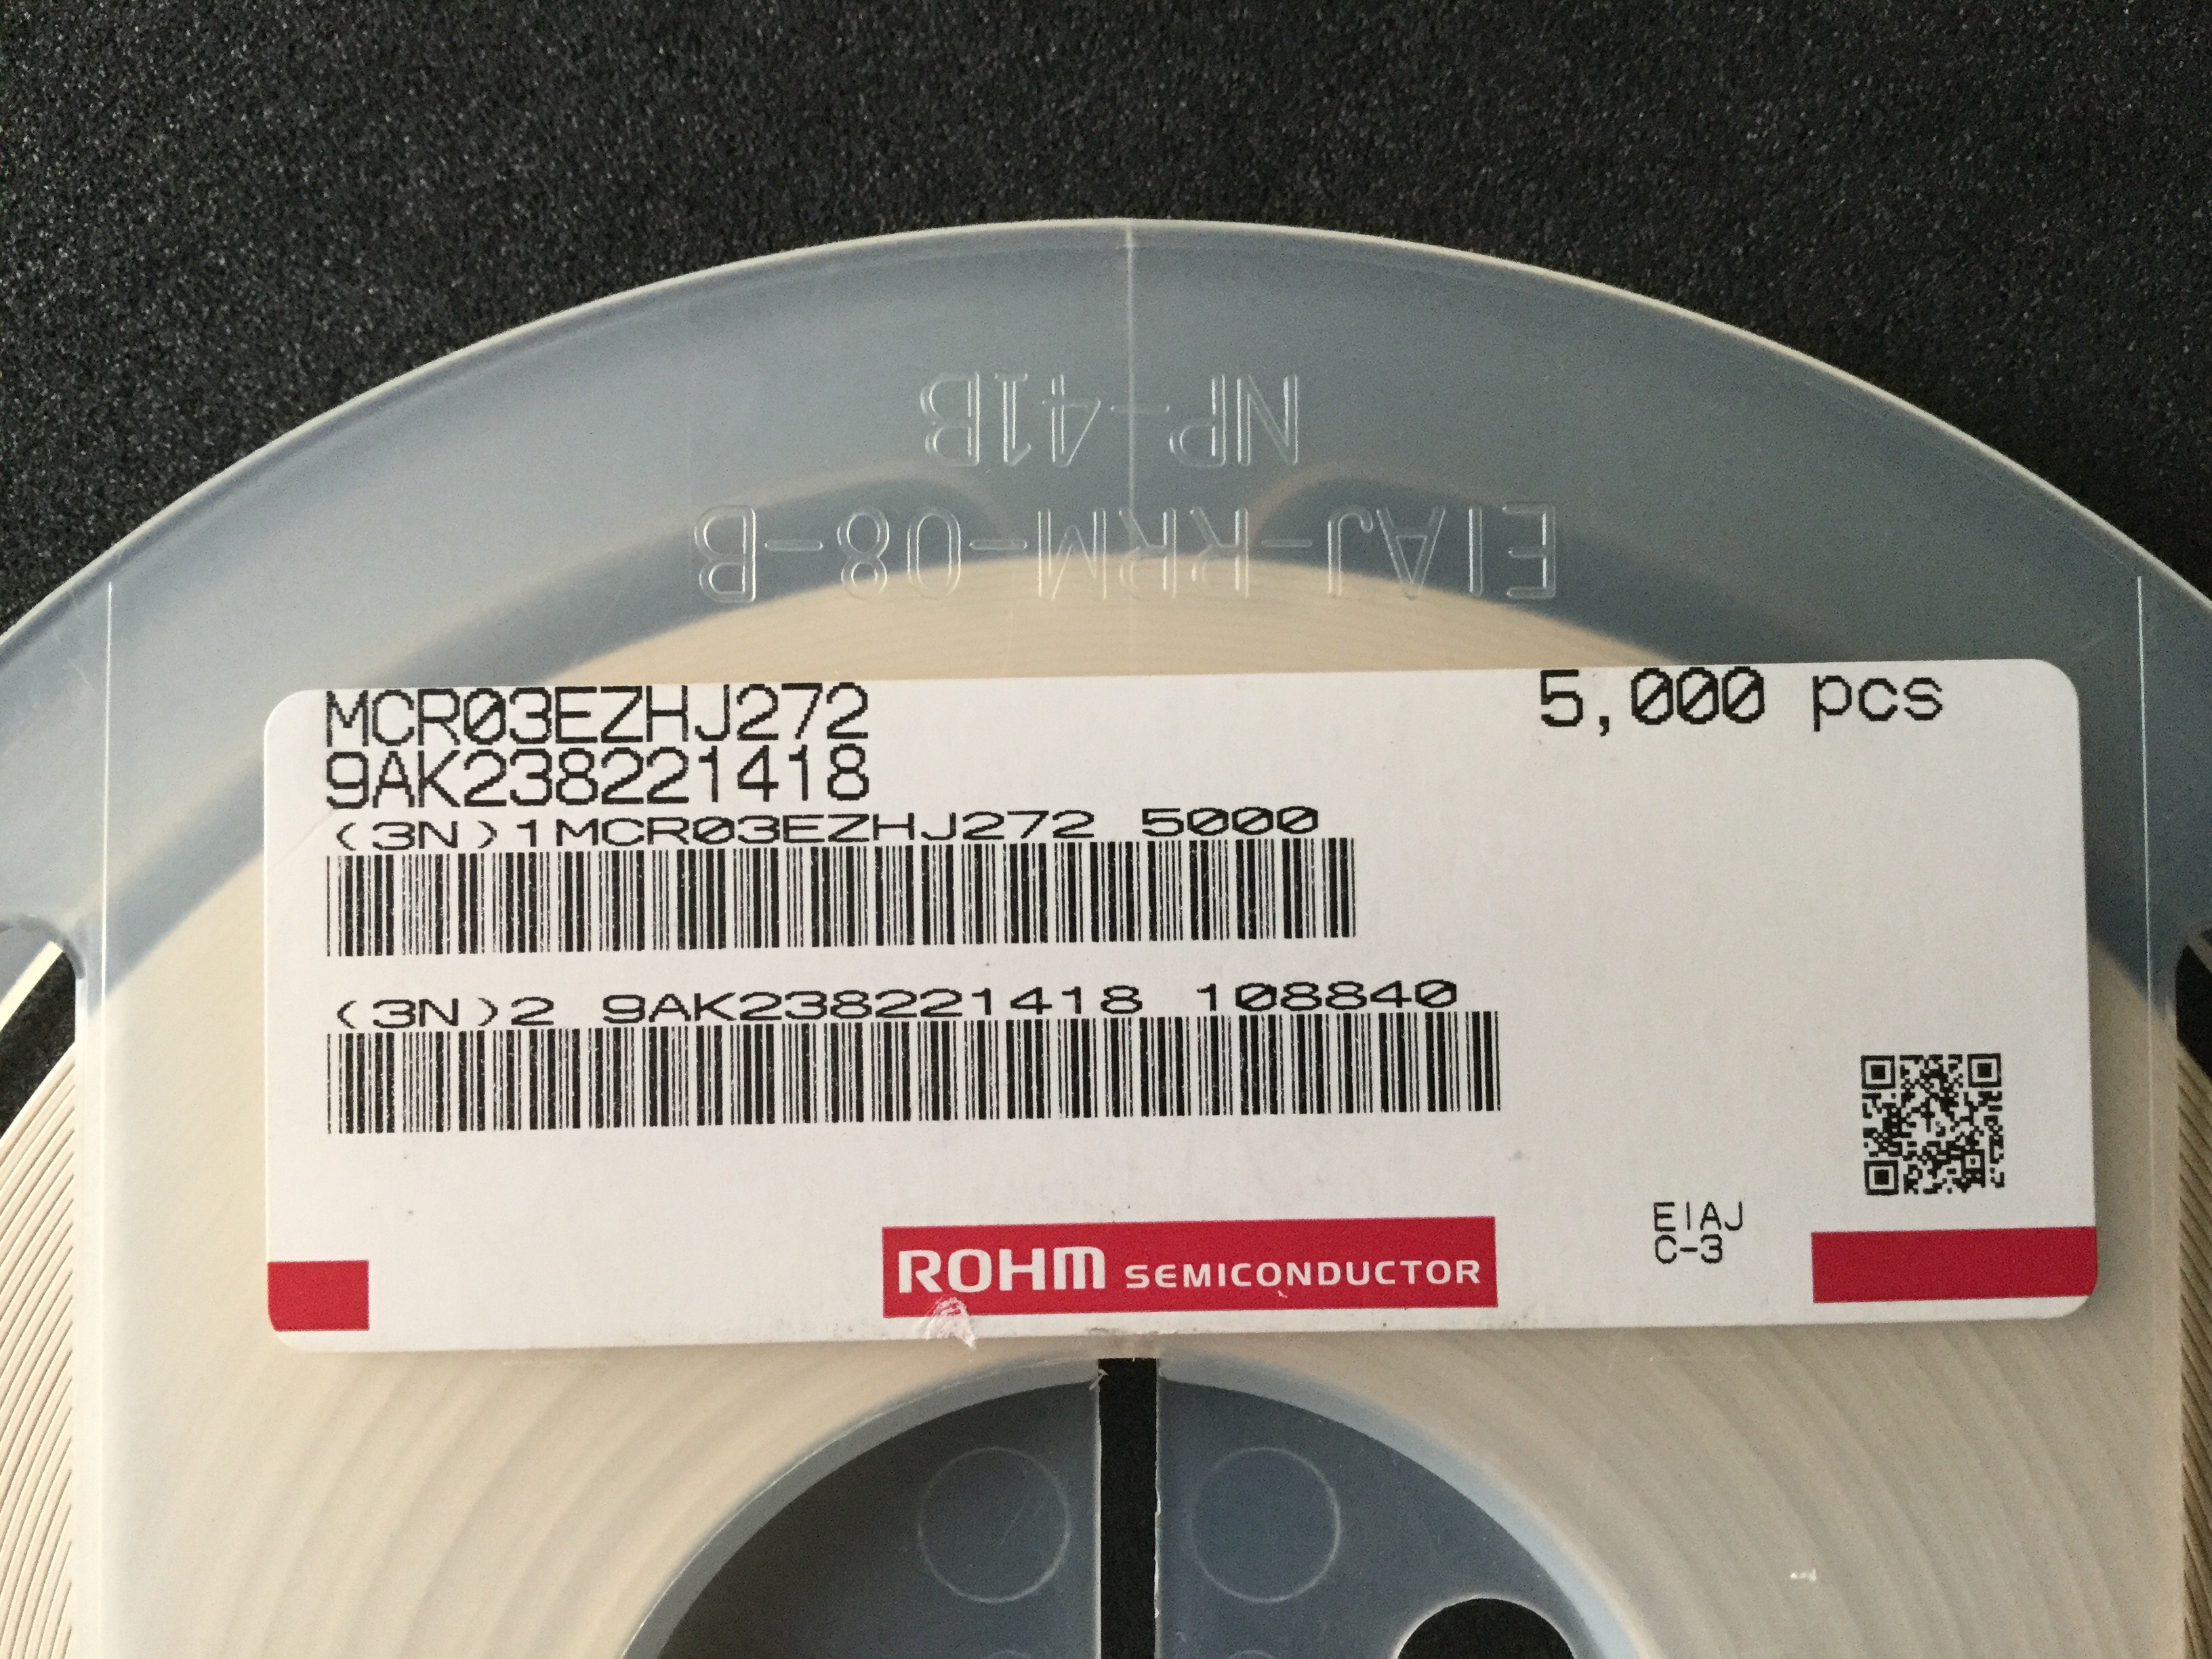 NP-41B
EIAJ-RRM-08-B
MCR03EZHJ272 5,000 pcs
9AK238221418
(3N)1MCR03EZHJ272 5000
(3N)2 9AK238221418 108840
EIAJ
C-3
ROHM SEMICONDUCTOR